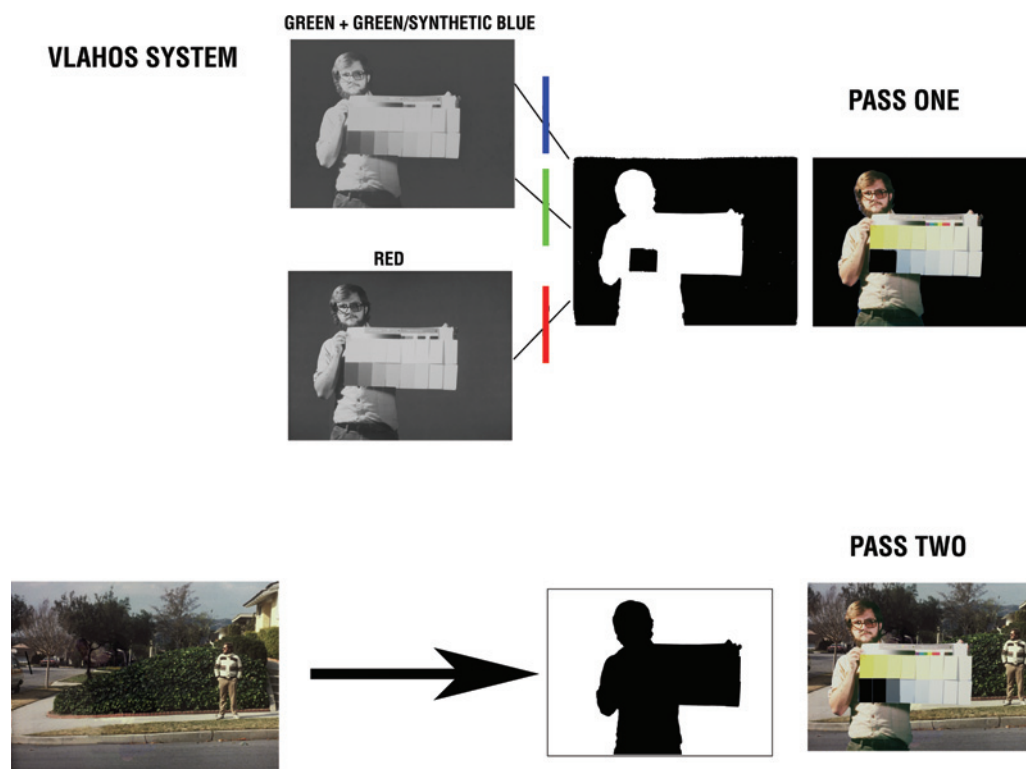 GREEN + GREEN/SYNTHETIC BLUE
VLAHOS SYSTEM
PASS ONE
RED
PASS TWO